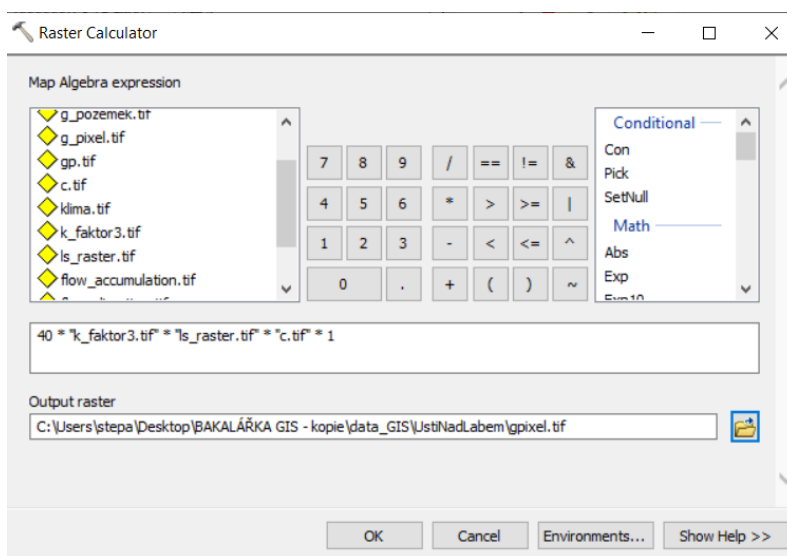 Raster Calculator
Map Algebra expression
g_pozemek.tif
g_pixel.tif
gp.tif
c.tif
klima.tif
k_faktor3.tif
ls_raster.tif
flow_accumulation.tif
7 8 9 / == != &
4 5 6 * > >= |
1 2 3 - < <= ^
0 . + ( ) ~
Conditional
Con
Pick
SetNull
Math
Abs
Exp
Exp10
40 * "k_faktor3.tif" * "ls_raster.tif" * "c.tif" * 1
Output raster
C:\Users\stepa\Desktop\BAKALÁŘKA GIS - kopie\data_GIS\UstiNadLabem\gpixel.tif
OK Cancel Environments... Show Help >>